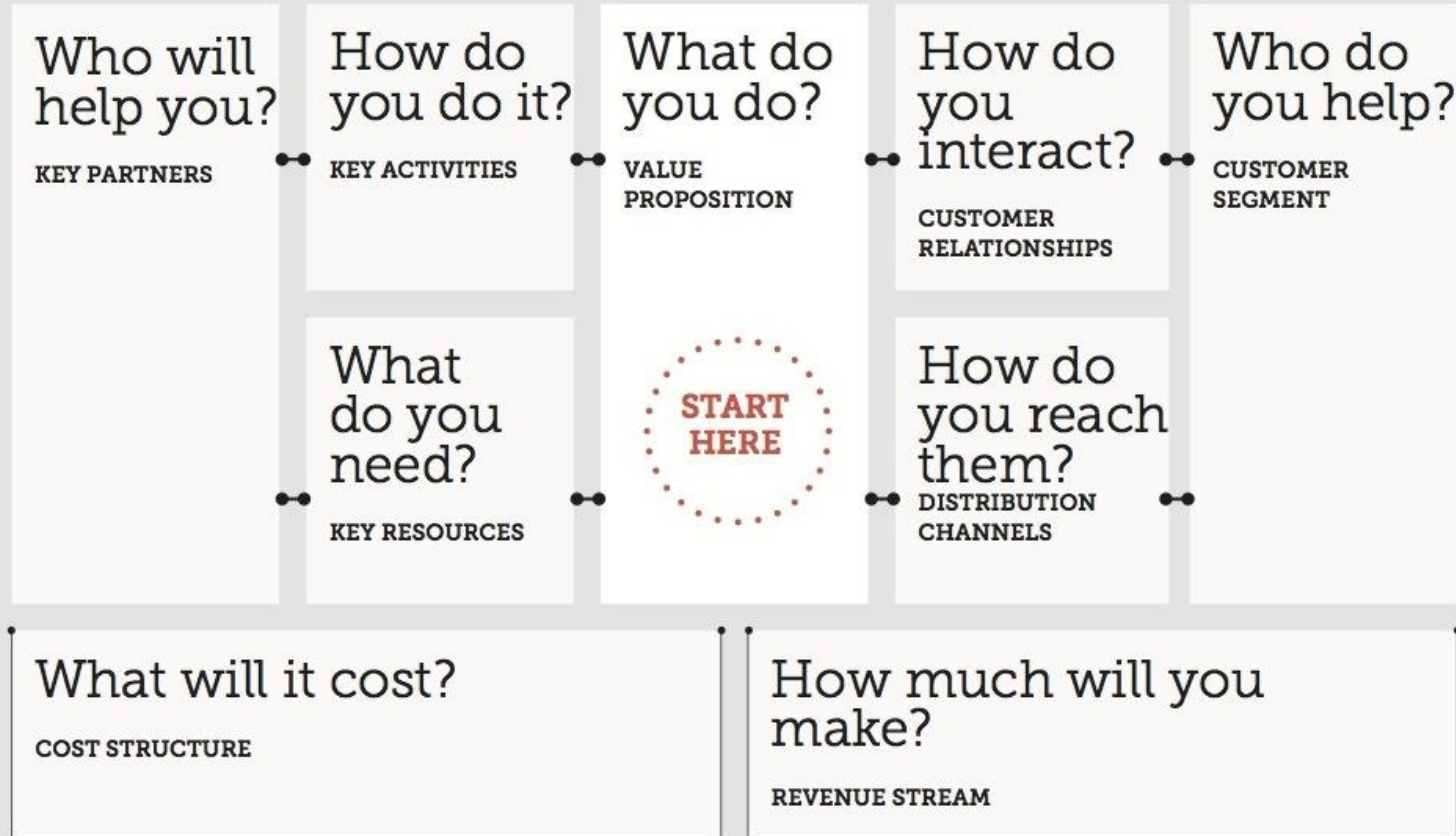 Who will
help you?
KEY PARTNERS
How do
you do it?
KEY ACTIVITIES
What
do you
need?
KEY RESOURCES
What do
you do?
VALUE
PROPOSITION
START
HERE
How do
you
interact?
CUSTOMER
RELATIONSHIPS
How do
you reach
them?
DISTRIBUTION
CHANNELS
Who do
you help?
CUSTOMER
SEGMENT
What will it cost?
COST STRUCTURE
How much will you
make?
REVENUE STREAM